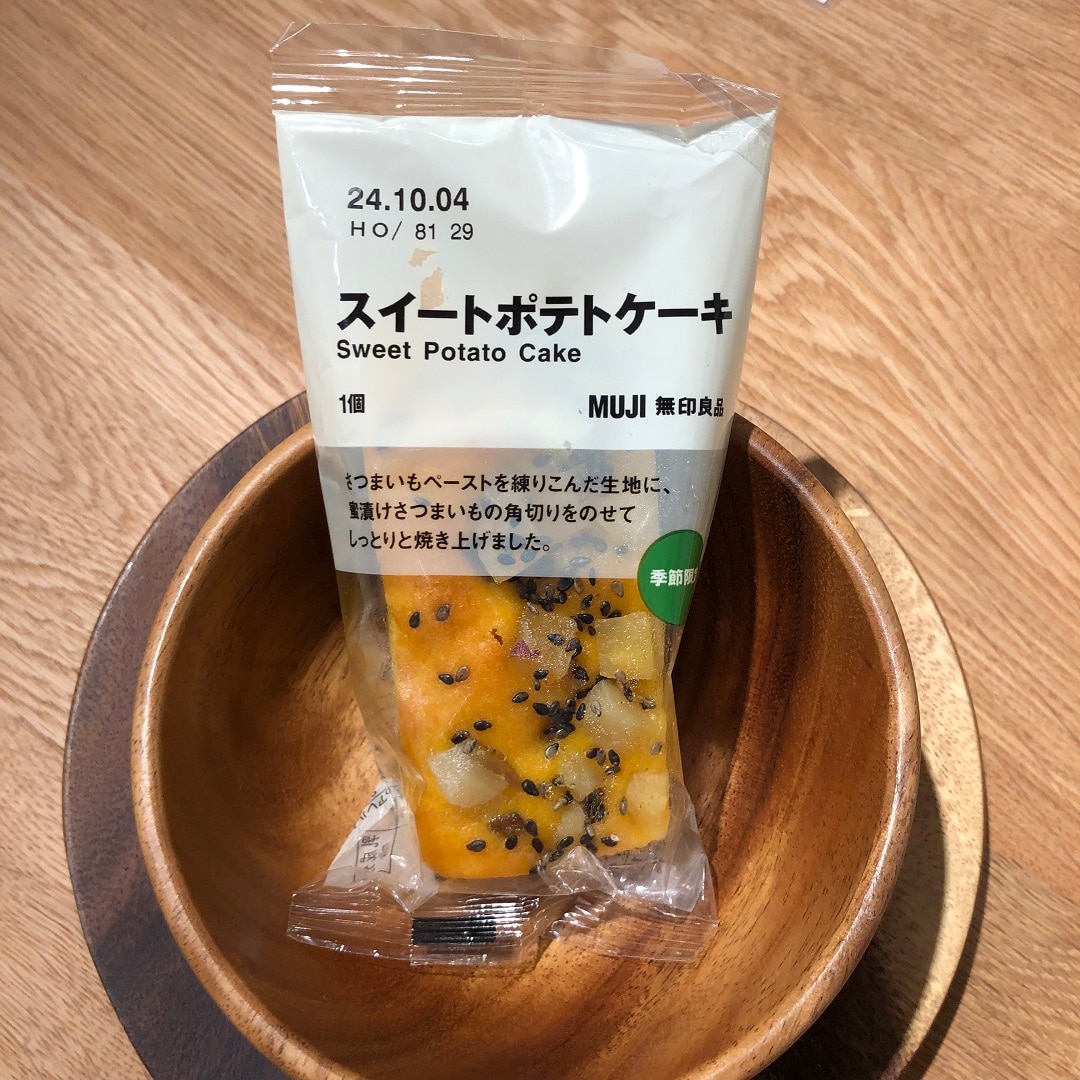 24.10.04
HO/ 81 29
スイートポテトケーキ
Sweet Potato Cake
1個
MUJI 無印良品
さつまいもペーストを練りこんだ生地に、
蜜漬けさつまいもの角切りをのせて
しっとりと焼き上げました。
季節限定